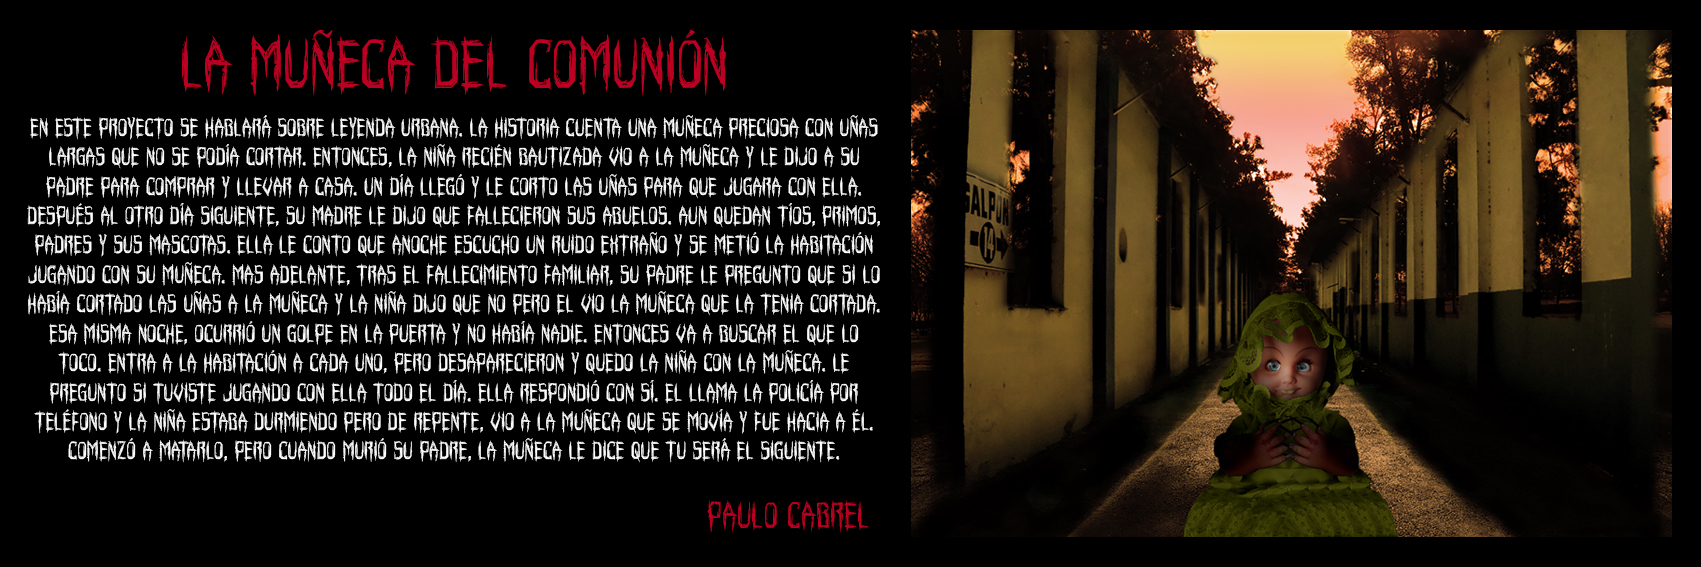 LA MUÑECA DEL COMUNIÓN
EN ESTE PROYECTO SE HABLARÁ SOBRE LEYENDA URBANA. LA HISTORIA CUENTA UNA MUÑECA PRECIOSA CON UÑAS
LARGAS QUE NO SE PODÍA CORTAR. ENTONCES, LA NIÑA RECIÉN BAUTIZADA VIO A LA MUÑECA Y LE DIJO A SU
PADRE PARA COMPRAR Y LLEVAR A CASA. UN DÍA LLEGÓ Y LE CORTO LAS UÑAS PARA QUE JUGARA CON ELLA.
DESPUÉS AL OTRO DÍA SIGUIENTE, SU MADRE LE DIJO QUE FALLECIERON SUS ABUELOS. AUN QUEDAN TÍOS, PRIMOS,
PADRES Y SUS MASCOTAS. ELLA LE CONTO QUE ANOCHE ESCUCHO UN RUIDO EXTRAÑO Y SE METIÓ LA HABITACIÓN
JUGANDO CON SU MUÑECA. MAS ADELANTE, TRAS EL FALLECIMIENTO FAMILIAR, SU PADRE LE PREGUNTO QUE SI LO
HABÍA CORTADO LAS UÑAS A LA MUÑECA Y LA NIÑA DIJO QUE NO PERO EL VIO LA MUÑECA QUE LA TENIA CORTADA.
ESA MISMA NOCHE, OCURRIÓ UN GOLPE EN LA PUERTA Y NO HABÍA NADIE. ENTONCES VA A BUSCAR EL QUE LO
TOCO. ENTRA A LA HABITACIÓN A CADA UNO, PERO DESAPARECIERON Y QUEDO LA NIÑA CON LA MUÑECA. LE
PREGUNTO SI TUVISTE JUGANDO CON ELLA TODO EL DÍA. ELLA RESPONDIÓ CON SÍ. EL LLAMA LA POLICÍA POR
TELÉFONO Y LA NIÑA ESTABA DURMIENDO PERO DE REPENTE, VIO A LA MUÑECA QUE SE MOVÍA Y FUE HACIA A ÉL.
COMENZÓ A MATARLO, PERO CUANDO MURIÓ SU PADRE, LA MUÑECA LE DICE QUE TU SERÁ EL SIGUIENTE.
PAULO CABREL
GALPON
14